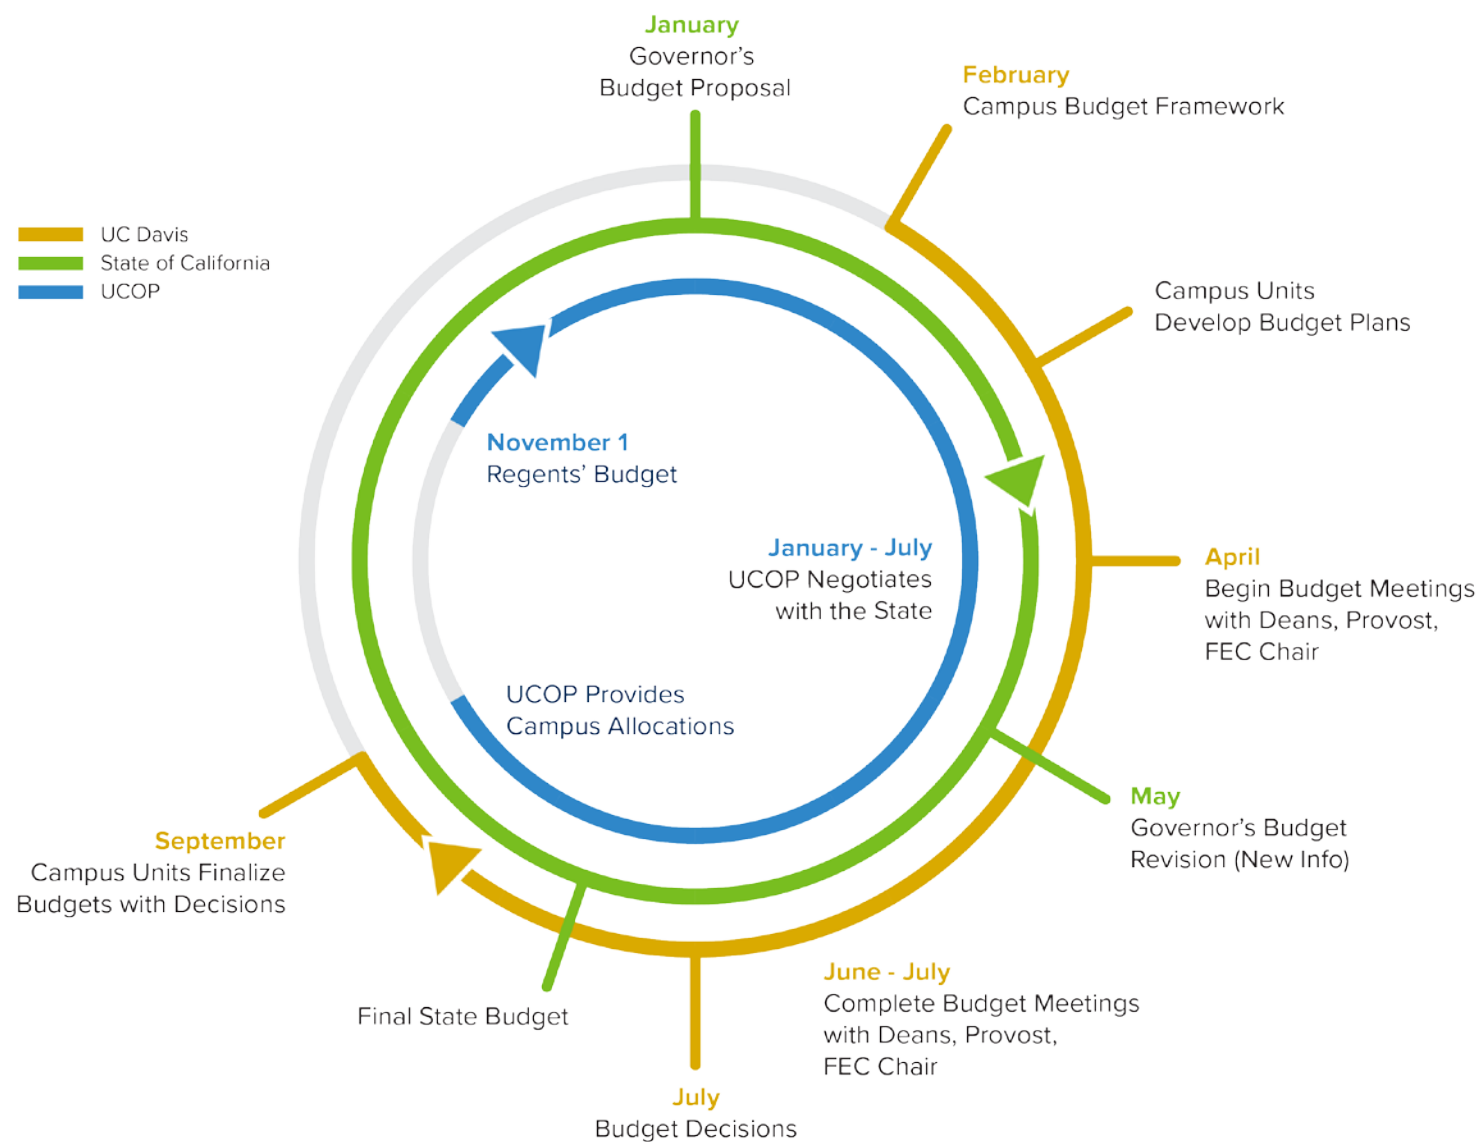 January
Governor's
Budget Proposal
February
Campus Budget Framework
UC Davis
State of California
UCOP
Campus Units
Develop Budget Plans
November 1
Regents' Budget
January - July
UCOP Negotiates
with the State
April
Begin Budget Meetings
with Deans, Provost,
FEC Chair
UCOP Provides
Campus Allocations
May
Governor's Budget
Revision (New Info)
September
Campus Units Finalize
Budgets with Decisions
June - July
Complete Budget Meetings
with Deans, Provost,
FEC Chair
Final State Budget
July
Budget Decisions